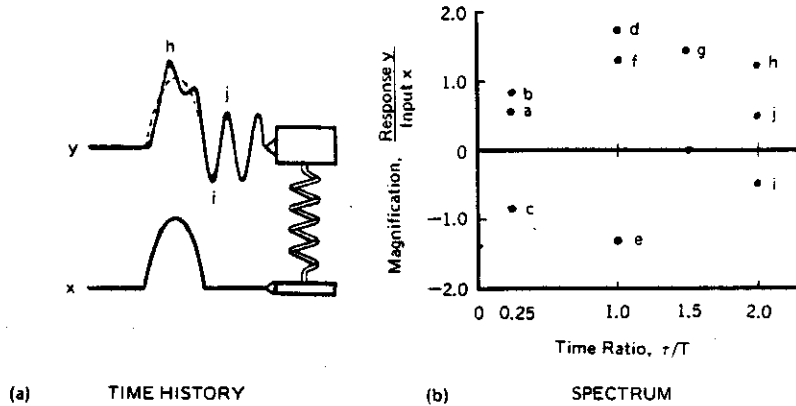 h
j
y
i
x
(a) TIME HISTORY
Magnification, Response y / Input x
2.0
1.0
0
−1.0
−2.0
d
g
f
h
b
a
j
i
c
e
0 0.25 1.0 1.5 2.0
Time Ratio, τ/T
(b) SPECTRUM